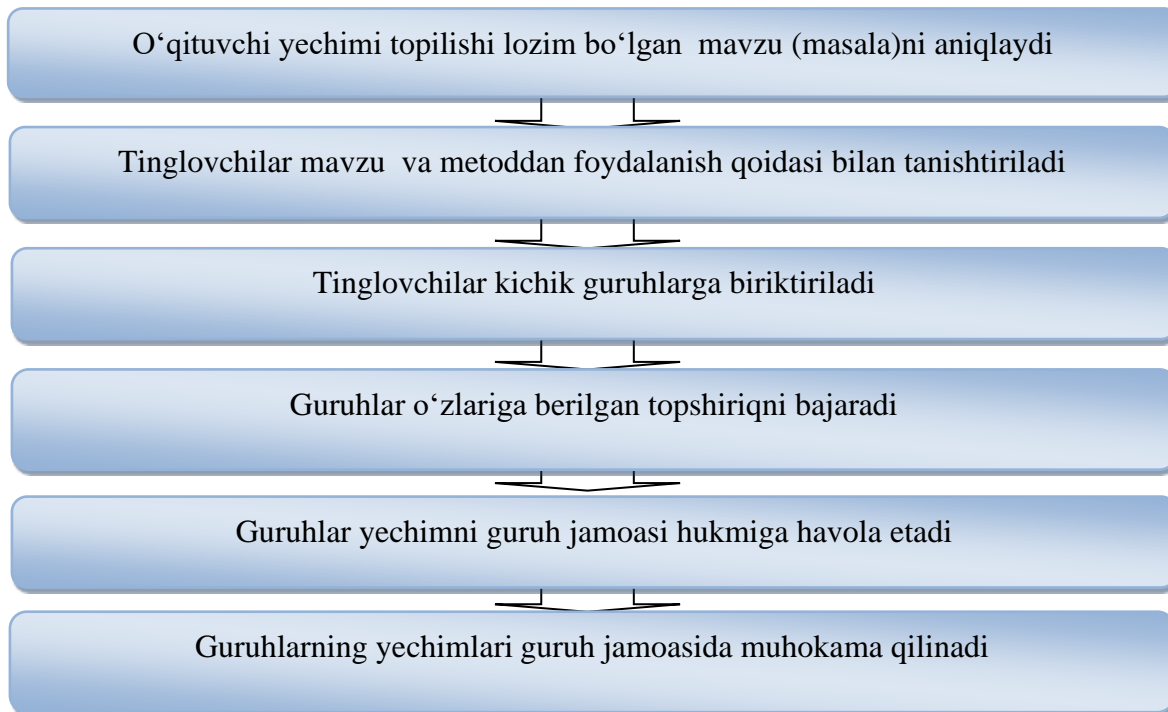 O‘qituvchi yechimi topilishi lozim bo‘lgan  mavzu (masala)ni aniqlaydi
Tinglovchilar mavzu  va metoddan foydalanish qoidasi bilan tanishtiriladi
Tinglovchilar kichik guruhlarga biriktiriladi
Guruhlar o‘zlariga berilgan topshiriqni bajaradi
Guruhlar yechimni guruh jamoasi hukmiga havola etadi
Guruhlarning yechimlari guruh jamoasida muhokama qilinadi